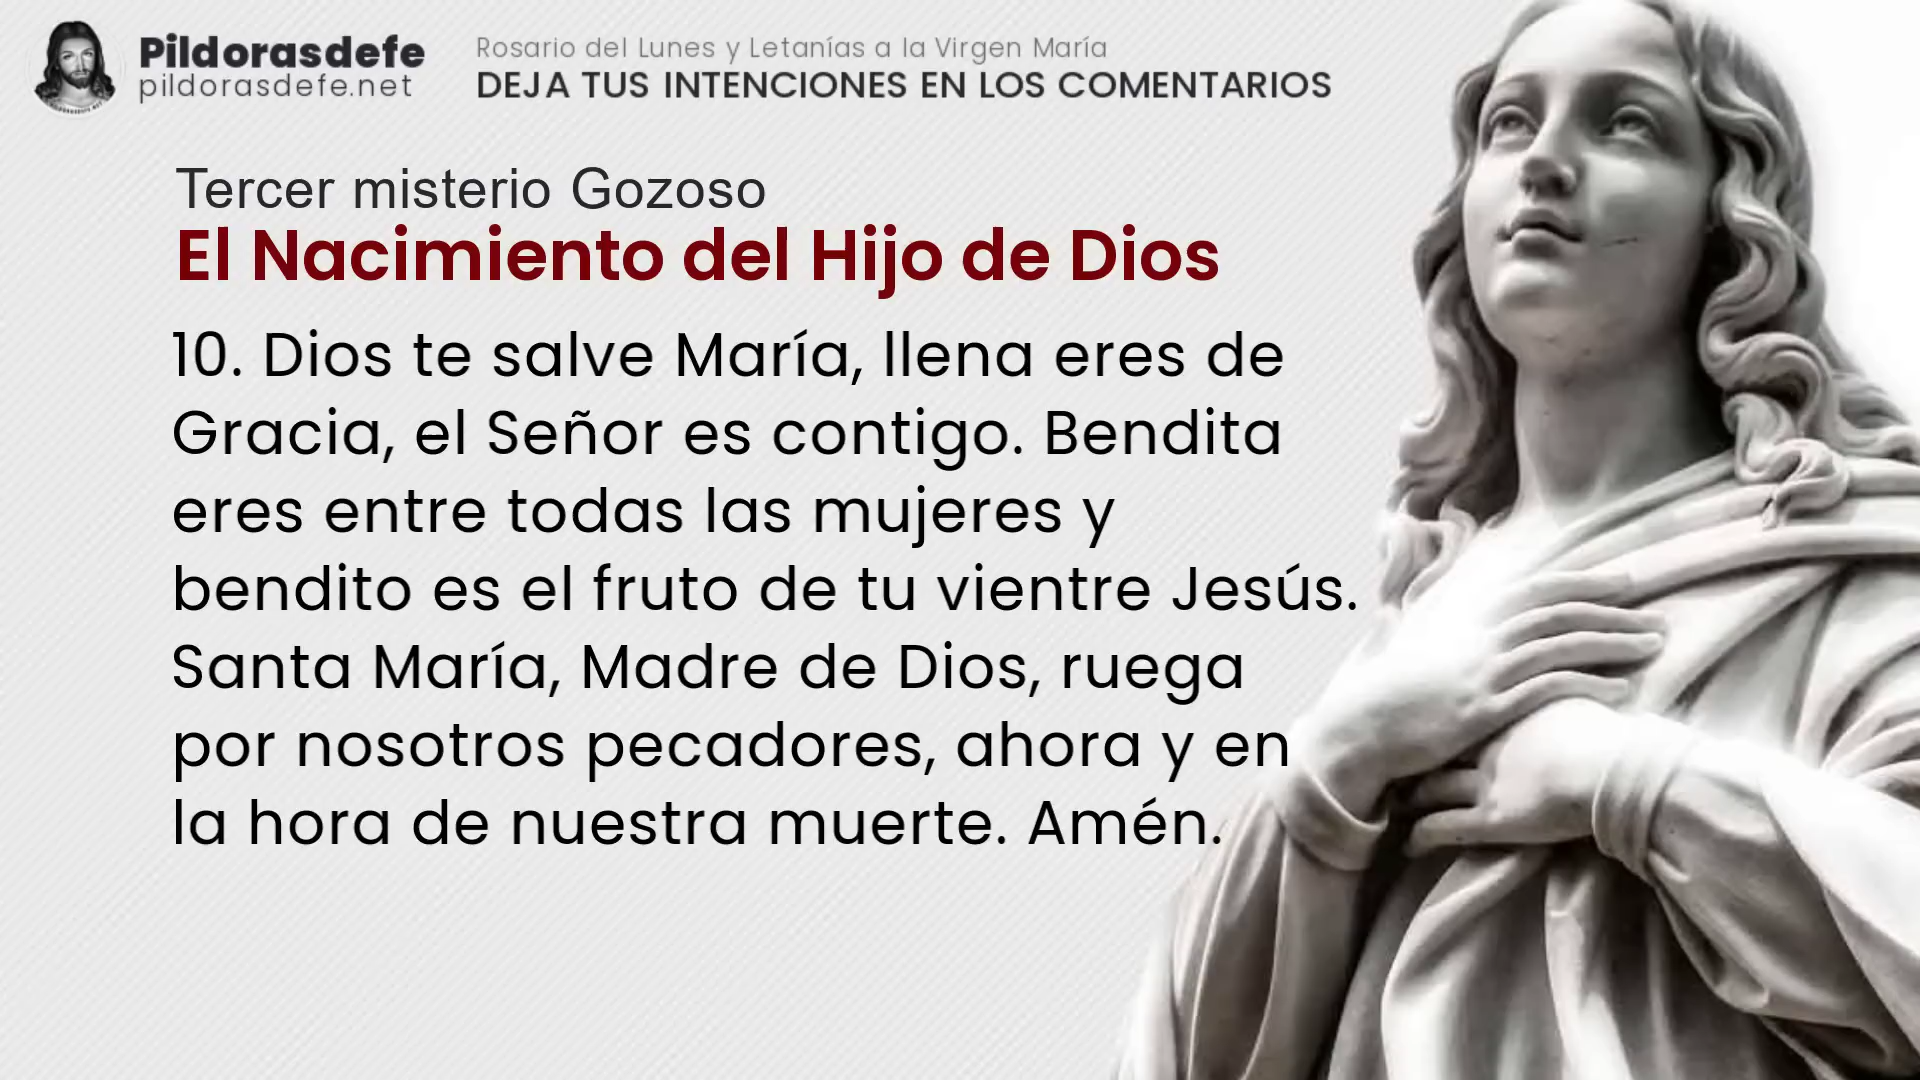 Pildorasdefe
pildorasdefe.net
Rosario del Lunes y Letanías a la Virgen María
DEJA TUS INTENCIONES EN LOS COMENTARIOS
Tercer misterio Gozoso
El Nacimiento del Hijo de Dios
10. Dios te salve María, llena eres de
Gracia, el Señor es contigo. Bendita
eres entre todas las mujeres y
bendito es el fruto de tu vientre Jesús.
Santa María, Madre de Dios, ruega
por nosotros pecadores, ahora y en
la hora de nuestra muerte. Amén.